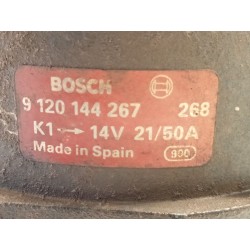 BOSCH
9 120 144 267 268
K1 → 14V 21/50A
Made in Spain 800